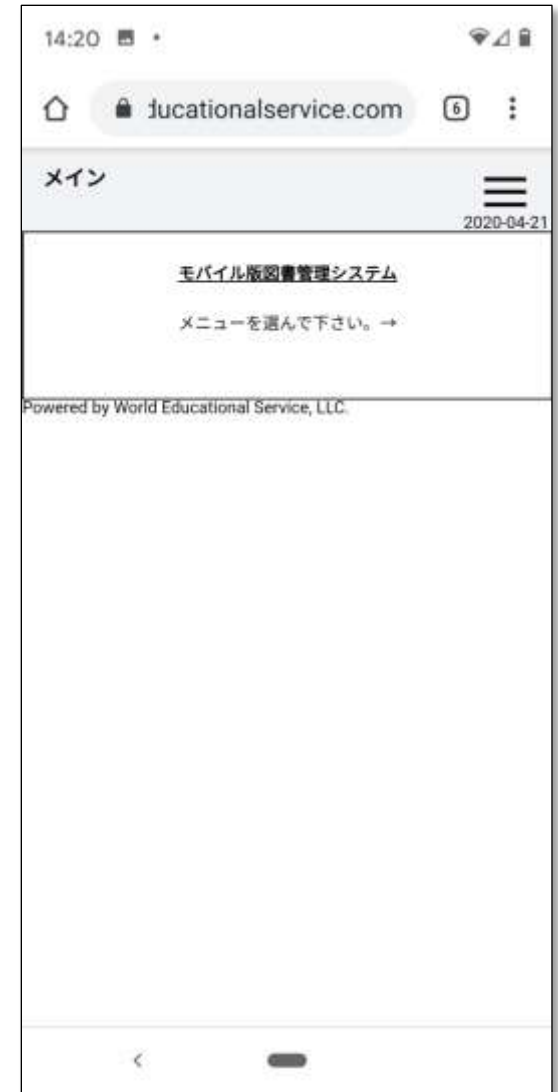 14:20
ducationalservice.com
6
メイン
2020-04-21
モバイル版図書管理システム
メニューを選んで下さい。→
Powered by World Educational Service, LLC.